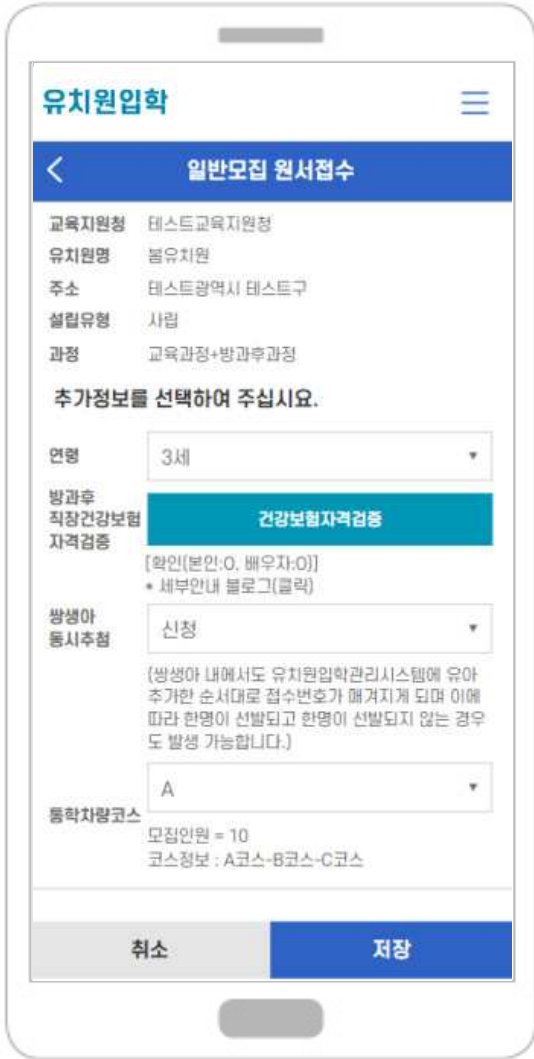 유치원입학
일반모집 원서접수
교육지원청 테스트교육지원청
유치원명 봄유치원
주소 테스트광역시 테스트구
설립유형 사립
과정 교육과정+방과후과정
추가정보를 선택하여 주십시요.
연령 3세
방과후
직장건강보험
자격검증
건강보험자격검증
[확인(본인:O, 배우자:O)]
* 세부안내 블로그(클릭)
쌍생아
동시추첨
신청
(쌍생아 내에서도 유치원입학관리시스템에 유아
추가한 순서대로 접수번호가 매겨지게 되며 이에
따라 한명이 선발되고 한명이 선발되지 않는 경우
도 발생 가능합니다.)
통학차량코스
A
모집인원 = 10
코스정보 : A코스-B코스-C코스
취소 저장